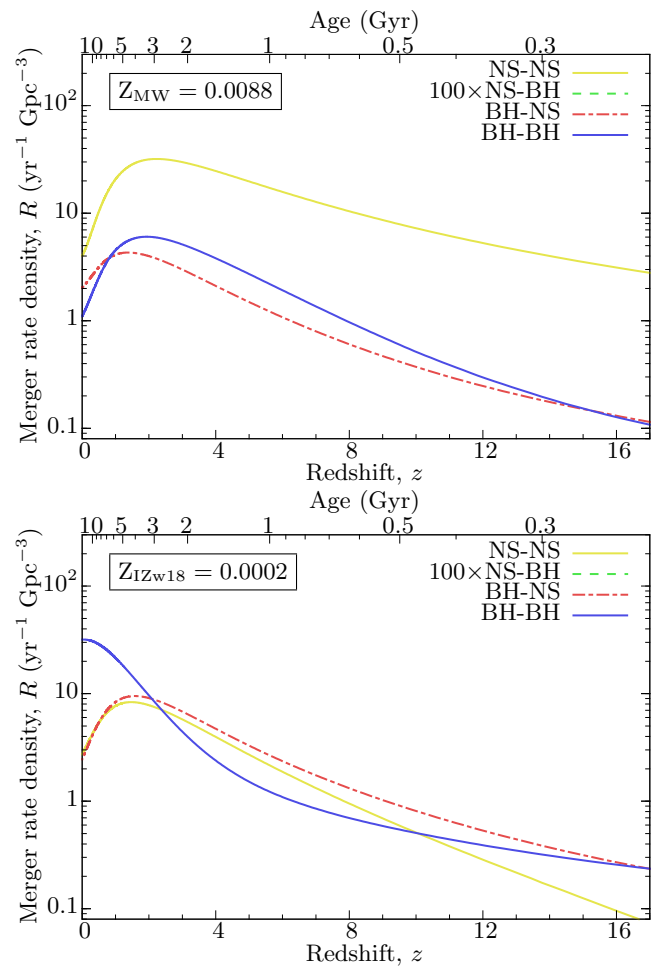 Age (Gyr)
10 5 3 2 1 0.5 0.3
Merger rate density, R (yr⁻¹ Gpc⁻³)
10²
10
1
0.1
Z_MW = 0.0088
NS-NS
100×NS-BH
BH-NS
BH-BH
0 4 8 12 16
Redshift, z
Age (Gyr)
10 5 3 2 1 0.5 0.3
Merger rate density, R (yr⁻¹ Gpc⁻³)
10²
10
1
0.1
Z_IZw18 = 0.0002
NS-NS
100×NS-BH
BH-NS
BH-BH
0 4 8 12 16
Redshift, z